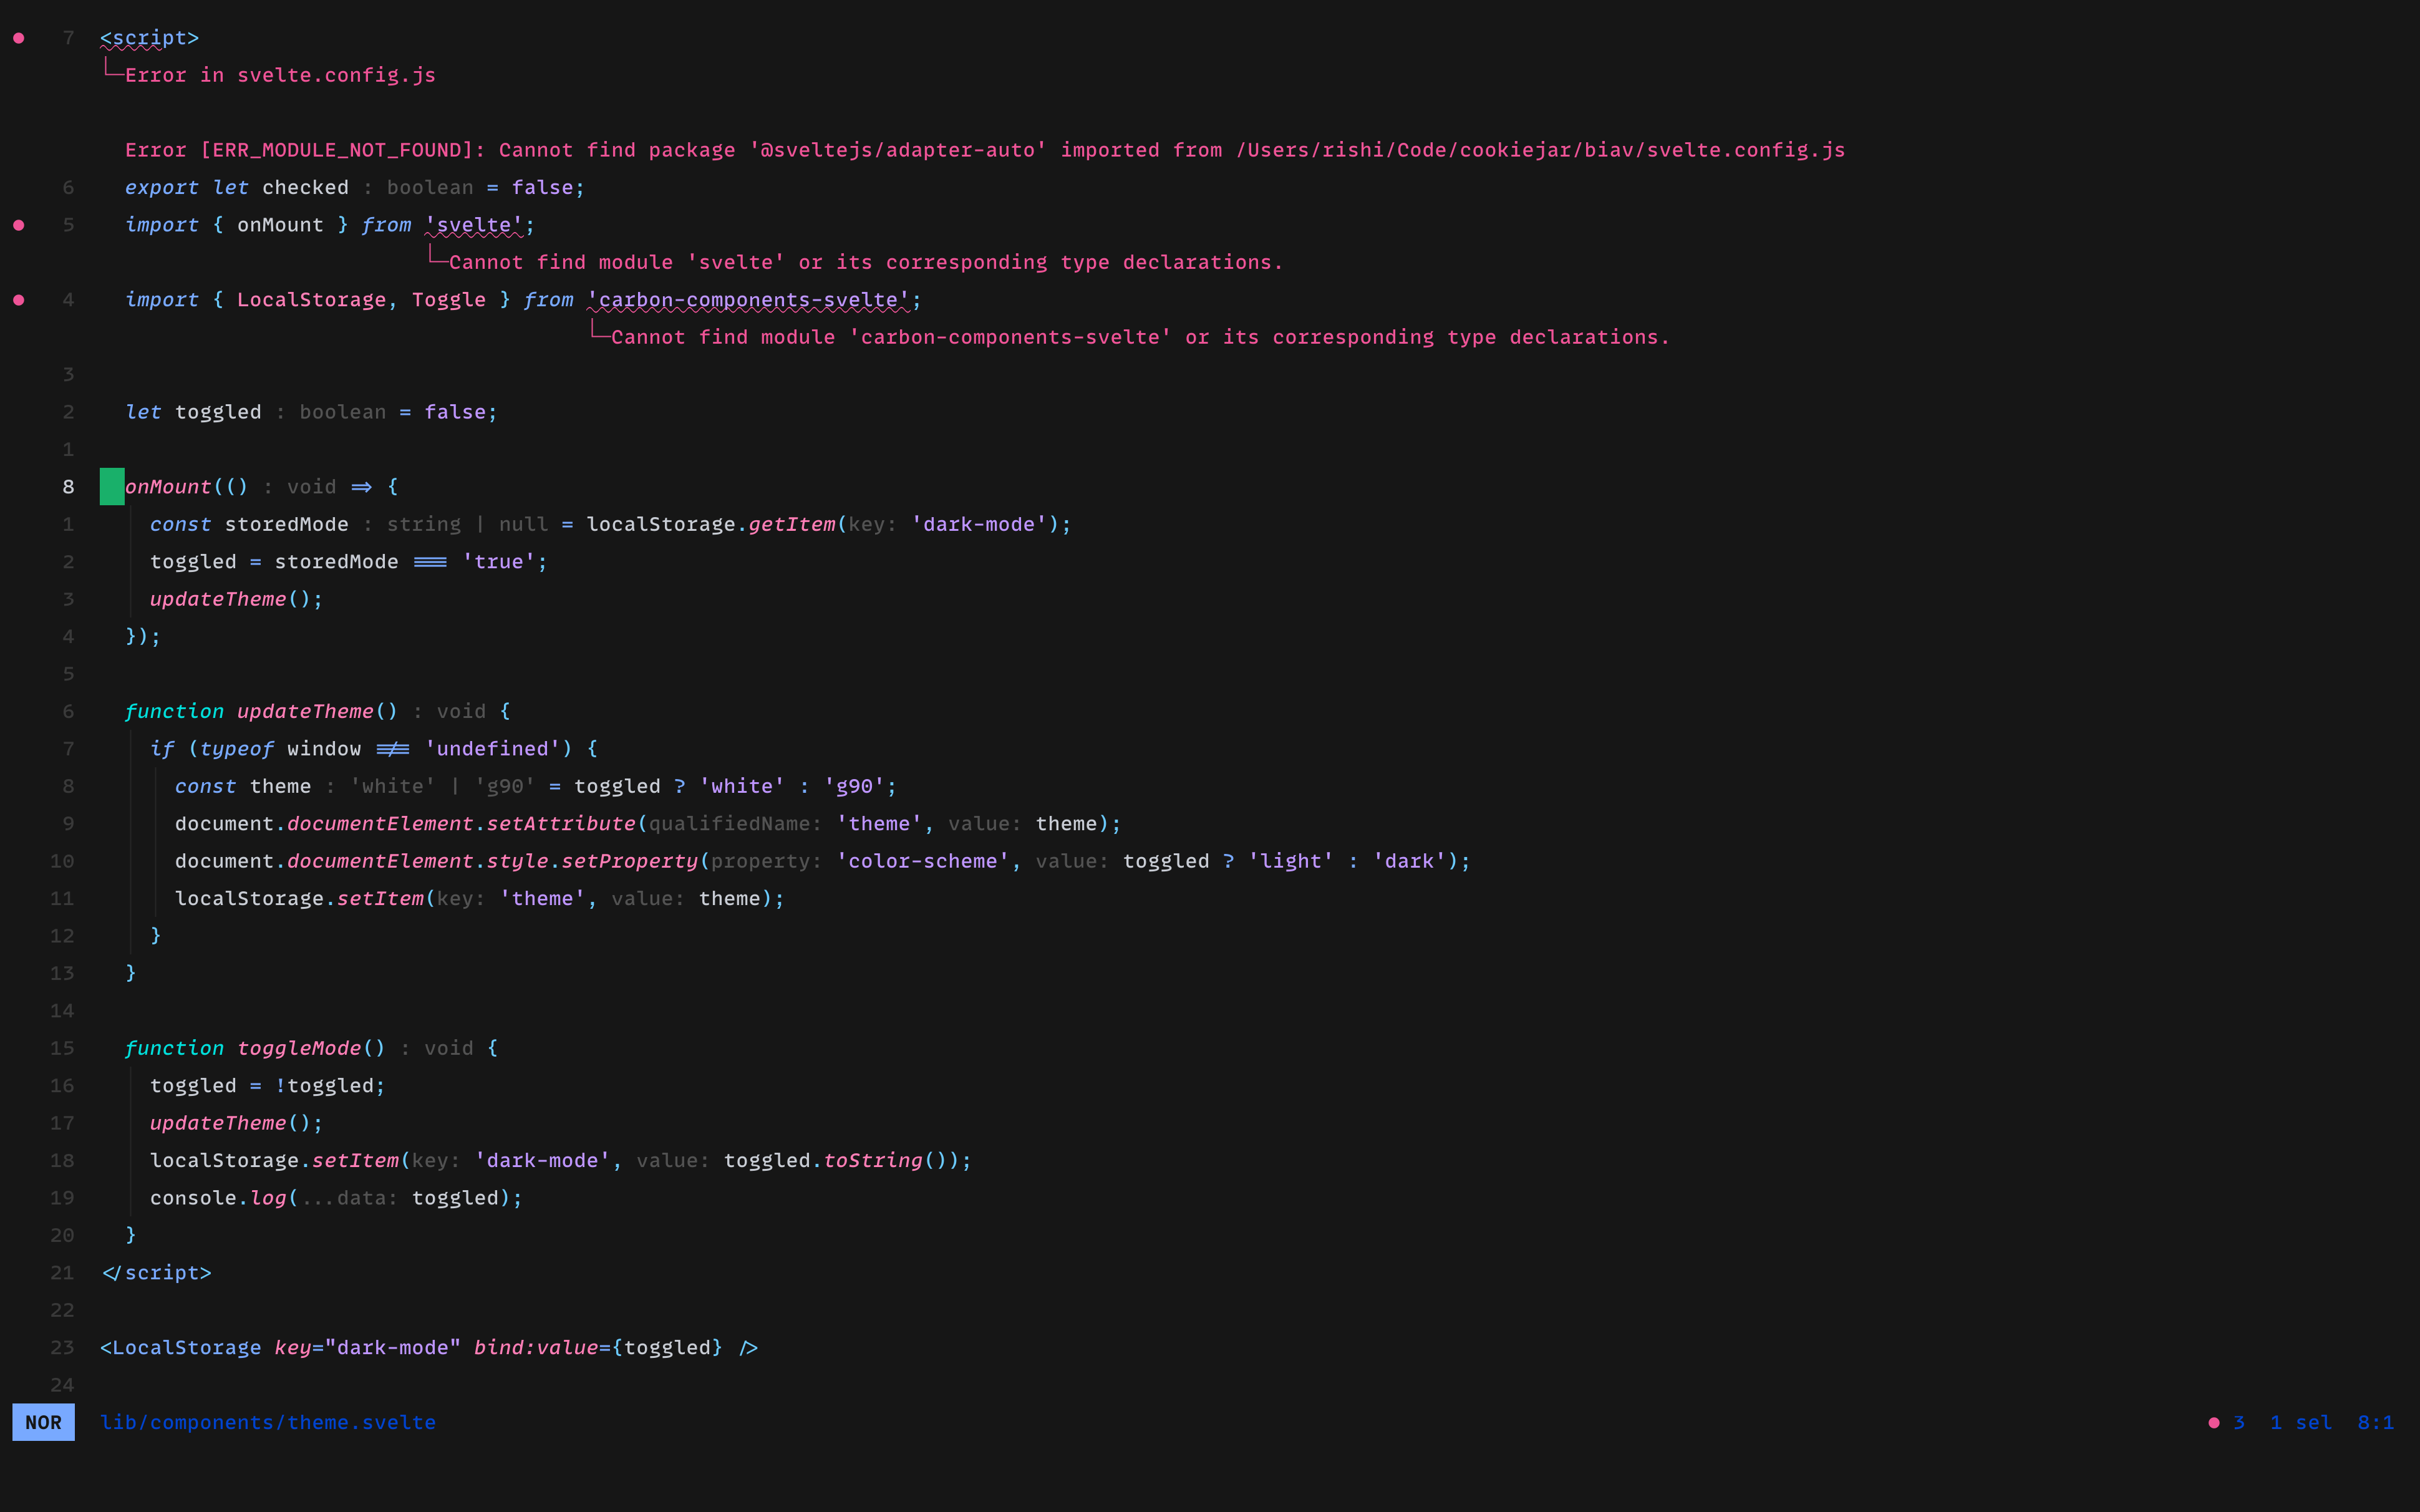 7 <script>
Error in svelte.config.js
Error [ERR_MODULE_NOT_FOUND]: Cannot find package '@sveltejs/adapter-auto' imported from /Users/rishi/Code/cookiejar/biav/svelte.config.js
6 export let checked : boolean = false;
5 import { onMount } from 'svelte';
Cannot find module 'svelte' or its corresponding type declarations.
4 import { LocalStorage, Toggle } from 'carbon-components-svelte';
Cannot find module 'carbon-components-svelte' or its corresponding type declarations.
3
2 let toggled : boolean = false;
1
8 onMount(() : void => {
1 const storedMode : string | null = localStorage.getItem(key: 'dark-mode');
2 toggled = storedMode === 'true';
3 updateTheme();
4 });
5
6 function updateTheme() : void {
7 if (typeof window !== 'undefined') {
8 const theme : 'white' | 'g90' = toggled ? 'white' : 'g90';
9 document.documentElement.setAttribute(qualifiedName: 'theme', value: theme);
10 document.documentElement.style.setProperty(property: 'color-scheme', value: toggled ? 'light' : 'dark');
11 localStorage.setItem(key: 'theme', value: theme);
12 }
13 }
14
15 function toggleMode() : void {
16 toggled = !toggled;
17 updateTheme();
18 localStorage.setItem(key: 'dark-mode', value: toggled.toString());
19 console.log(...data: toggled);
20 }
21 </script>
22
23 <LocalStorage key="dark-mode" bind:value={toggled} />
24
NOR lib/components/theme.svelte ● 3 1 sel 8:1